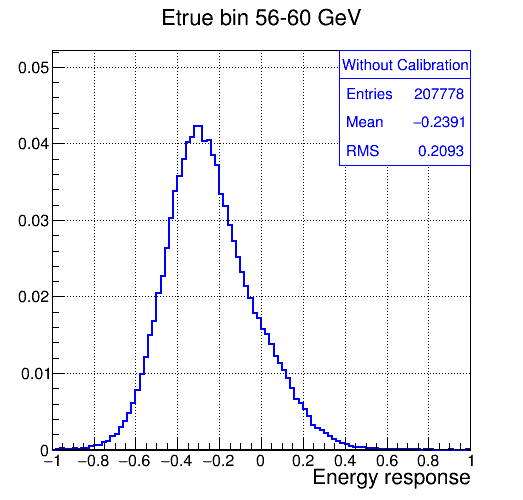 Etrue bin 56-60 GeV
Without Calibration
Entries 207778
Mean −0.2391
RMS 0.2093
0.05
0.04
0.03
0.02
0.01
0
−1 −0.8 −0.6 −0.4 −0.2 0 0.2 0.4 0.6 0.8 1
Energy response